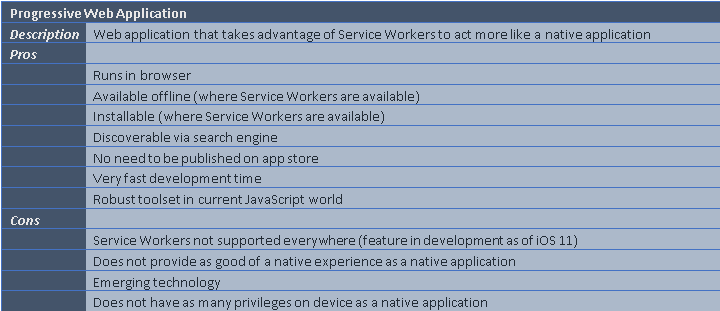 Progressive Web Application
Description Web application that takes advantage of Service Workers to act more like a native application
Pros
Runs in browser
Available offline (where Service Workers are available)
Installable (where Service Workers are available)
Discoverable via search engine
No need to be published on app store
Very fast development time
Robust toolset in current JavaScript world
Cons
Service Workers not supported everywhere (feature in development as of iOS 11)
Does not provide as good of a native experience as a native application
Emerging technology
Does not have as many privileges on device as a native application